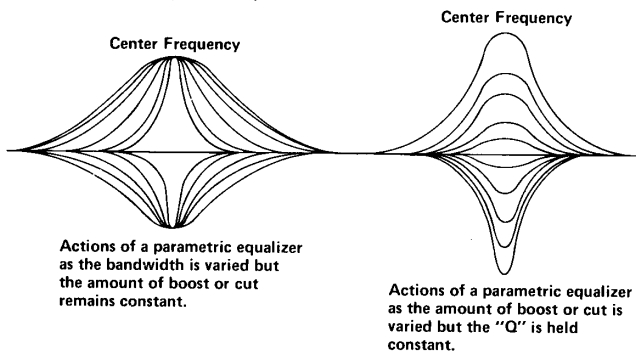 Center Frequency
Actions of a parametric equalizer
as the bandwidth is varied but
the amount of boost or cut
remains constant.
Center Frequency
Actions of a parametric equalizer
as the amount of boost or cut is
varied but the "Q" is held
constant.